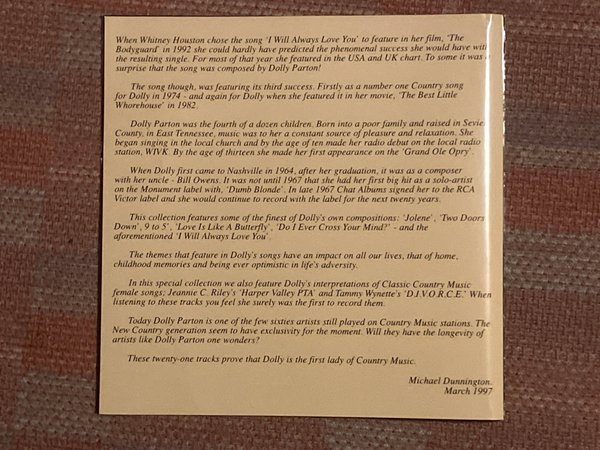 When Whitney Houston chose the song 'I Will Always Love You' to feature in her film, 'The
Bodyguard' in 1992 she could hardly have predicted the phenomenal success she would have with
the resulting single. For most of that year she featured in the USA and UK chart. To some it was a
surprise that the song was composed by Dolly Parton!
The song though, was featuring its third success. Firstly as a number one Country song
for Dolly in 1974 - and again for Dolly when she featured it in her movie, 'The Best Little
Whorehouse' in 1982.
Dolly Parton was the fourth of a dozen children. Born into a poor family and raised in Sevier
County, in East Tennessee, music was to her a constant source of pleasure and relaxation. She
began singing in the local church and by the age of ten made her radio debut on the local radio
station, WIVK. By the age of thirteen she made her first appearance on the 'Grand Ole Opry'.
When Dolly first came to Nashville in 1964, after her graduation, it was as a composer
with her uncle - Bill Owens. It was not until 1967 that she had her first big hit as a solo-artist
on the Monument label with, 'Dumb Blonde'. In late 1967 Chat Albums signed her to the RCA
Victor label and she would continue to record with the label for the next twenty years.
This collection features some of the finest of Dolly's own compositions: 'Jolene', 'Two Doors
Down', 9 to 5', 'Love Is Like A Butterfly', 'Do I Ever Cross Your Mind?' - and the
aforementioned 'I Will Always Love You'.
The themes that feature in Dolly's songs have an impact on all our lives, that of home,
childhood memories and being ever optimistic in life's adversity.
In this special collection we also feature Dolly's interpretations of Classic Country Music
female songs; Jeannie C. Riley's 'Harper Valley PTA' and Tammy Wynette's 'D.I.V.O.R.C.E.' When
listening to these tracks you feel she surely was the first to record them.
Today Dolly Parton is one of the few sixties artists still played on Country Music stations. The
New Country generation seem to have exclusivity for the moment. Will they have the longevity of
artists like Dolly Parton one wonders?
These twenty-one tracks prove that Dolly is the first lady of Country Music.
Michael Dunnington.
March 1997